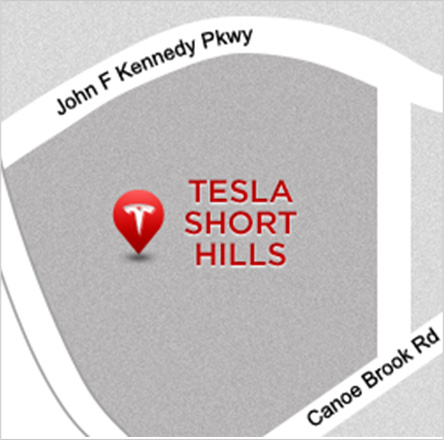 John F Kennedy Pkwy
TESLA
SHORT
HILLS
Canoe Brook Rd